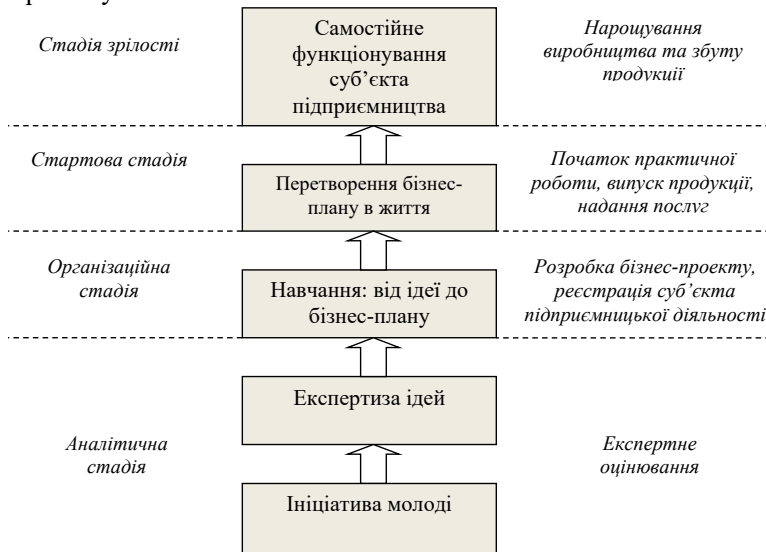 Стадія зрілості
Самостійне
функціонування
суб’єкта
підприємництва
Нарощування
виробництва та збуту
продукції
Стартова стадія
Перетворення бізнес-
плану в життя
Початок практичної
роботи, випуск продукції,
надання послуг
Організаційна
стадія
Навчання: від ідеї до
бізнес-плану
Розробка бізнес-проекту,
реєстрація суб’єкта
підприємницької діяльності
Експертиза ідей
Аналітична
стадія
Експертне
оцінювання
Ініціатива молоді